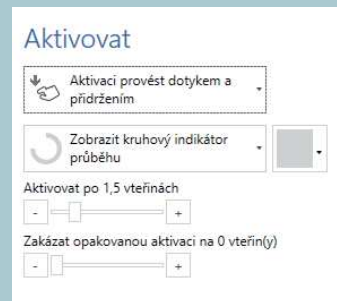 Aktivovat
Aktivaci provést dotykem a
přidržením
Zobrazit kruhový indikátor
průběhu
Aktivovat po 1,5 vteřinách
- +
Zakázat opakovanou aktivaci na 0 vteřin(y)
- +